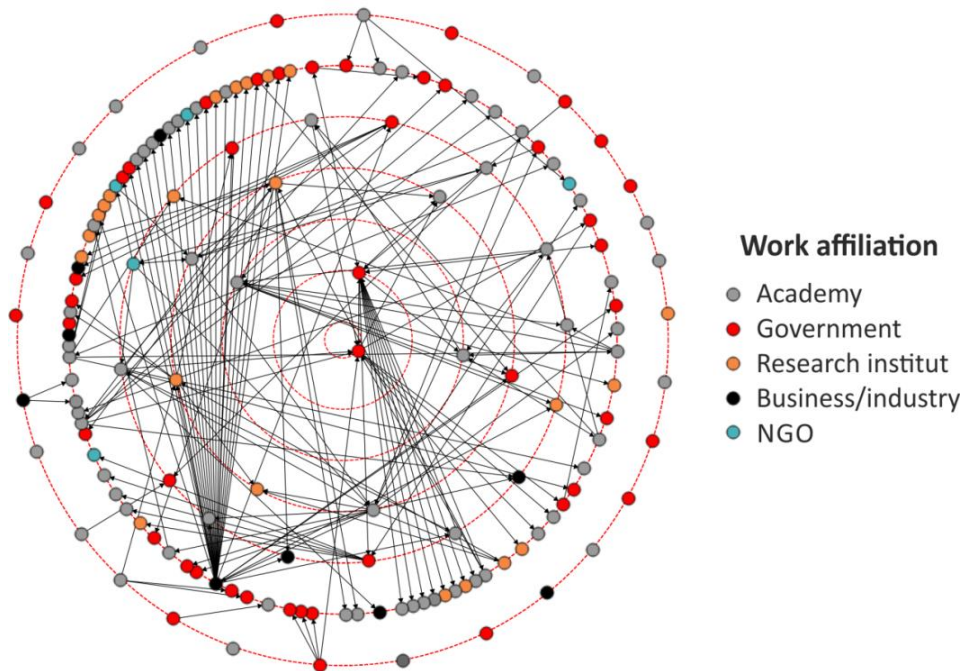 Work affiliation
Academy
Government
Research institut
Business/industry
NGO